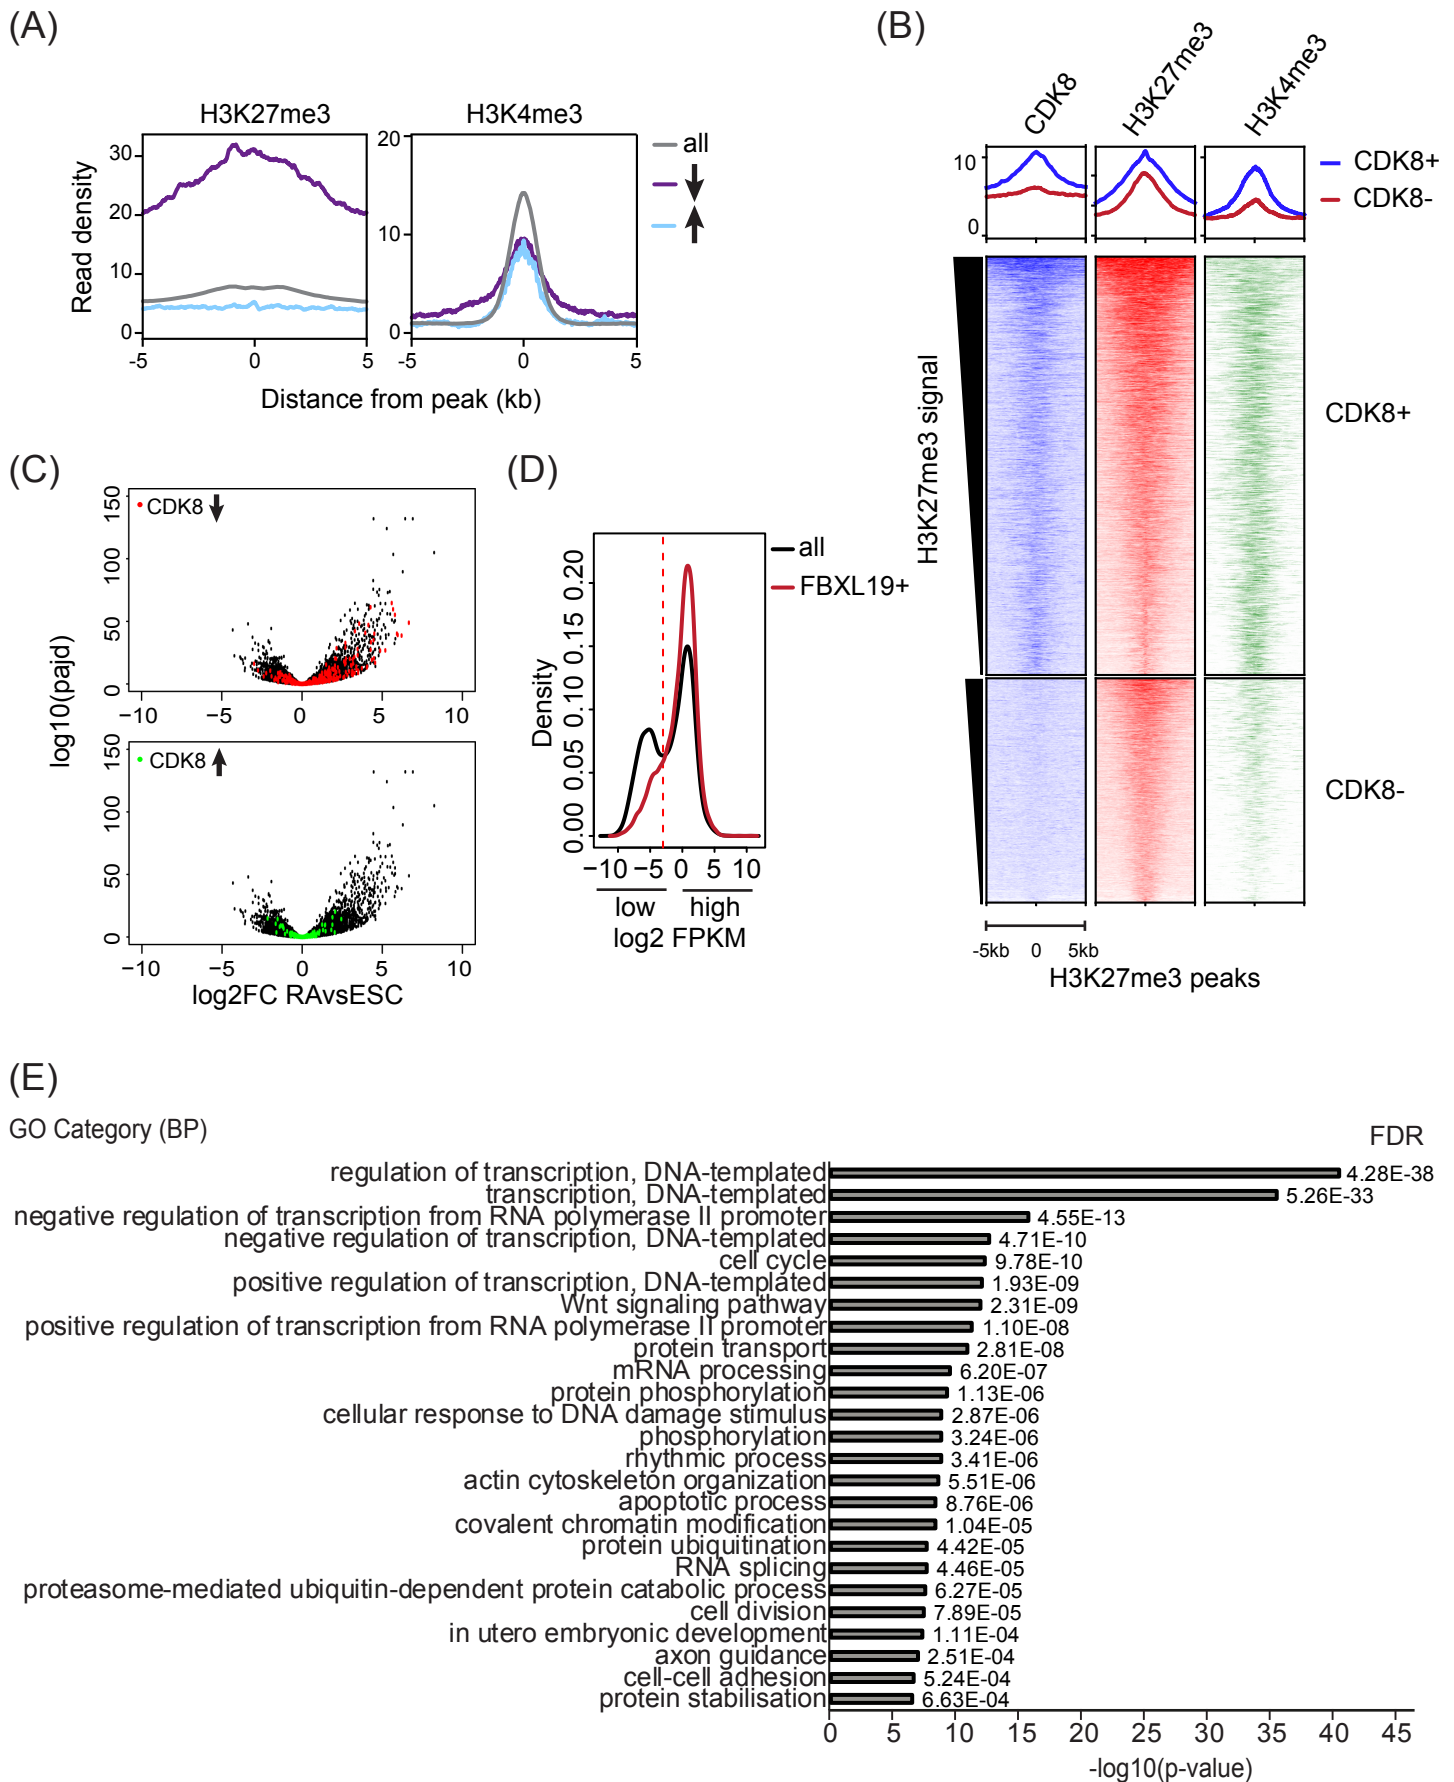 (A)
H3K27me3
H3K4me3
Read density
30
20
10
0
20
10
0
-5
0
5
-5
0
5
Distance from peak (kb)
all
(B)
CDK8
H3K27me3
H3K4me3
10
0
CDK8+
CDK8-
H3K27me3 signal
CDK8+
CDK8-
-5kb 0 5kb
H3K27me3 peaks
(C)
log10(pajd)
150
100
50
0
CDK8
−10 −5 0 5 10
150
100
50
0
CDK8
−10 −5 0 5 10
log2FC RAvsESC
(D)
Density
0.20
0.15
0.10
0.05
0.00
all
FBXL19+
−10 −5 0 5 10
low high
log2 FPKM
(E)
GO Category (BP)
FDR
regulation of transcription, DNA-templated 4.28E-38
transcription, DNA-templated 5.26E-33
negative regulation of transcription from RNA polymerase II promoter 4.55E-13
negative regulation of transcription, DNA-templated 4.71E-10
cell cycle 9.78E-10
positive regulation of transcription, DNA-templated 1.93E-09
Wnt signaling pathway 2.31E-09
positive regulation of transcription from RNA polymerase II promoter 1.10E-08
protein transport 2.81E-08
mRNA processing 6.20E-07
protein phosphorylation 1.13E-06
cellular response to DNA damage stimulus 2.87E-06
phosphorylation 3.24E-06
rhythmic process 3.41E-06
actin cytoskeleton organization 5.51E-06
apoptotic process 8.76E-06
covalent chromatin modification 1.04E-05
protein ubiquitination 4.42E-05
RNA splicing 4.46E-05
proteasome-mediated ubiquitin-dependent protein catabolic process 6.27E-05
cell division 7.89E-05
in utero embryonic development 1.11E-04
axon guidance 2.51E-04
cell-cell adhesion 5.24E-04
protein stabilisation 6.63E-04
0 5 10 15 20 25 30 35 40 45
-log10(p-value)